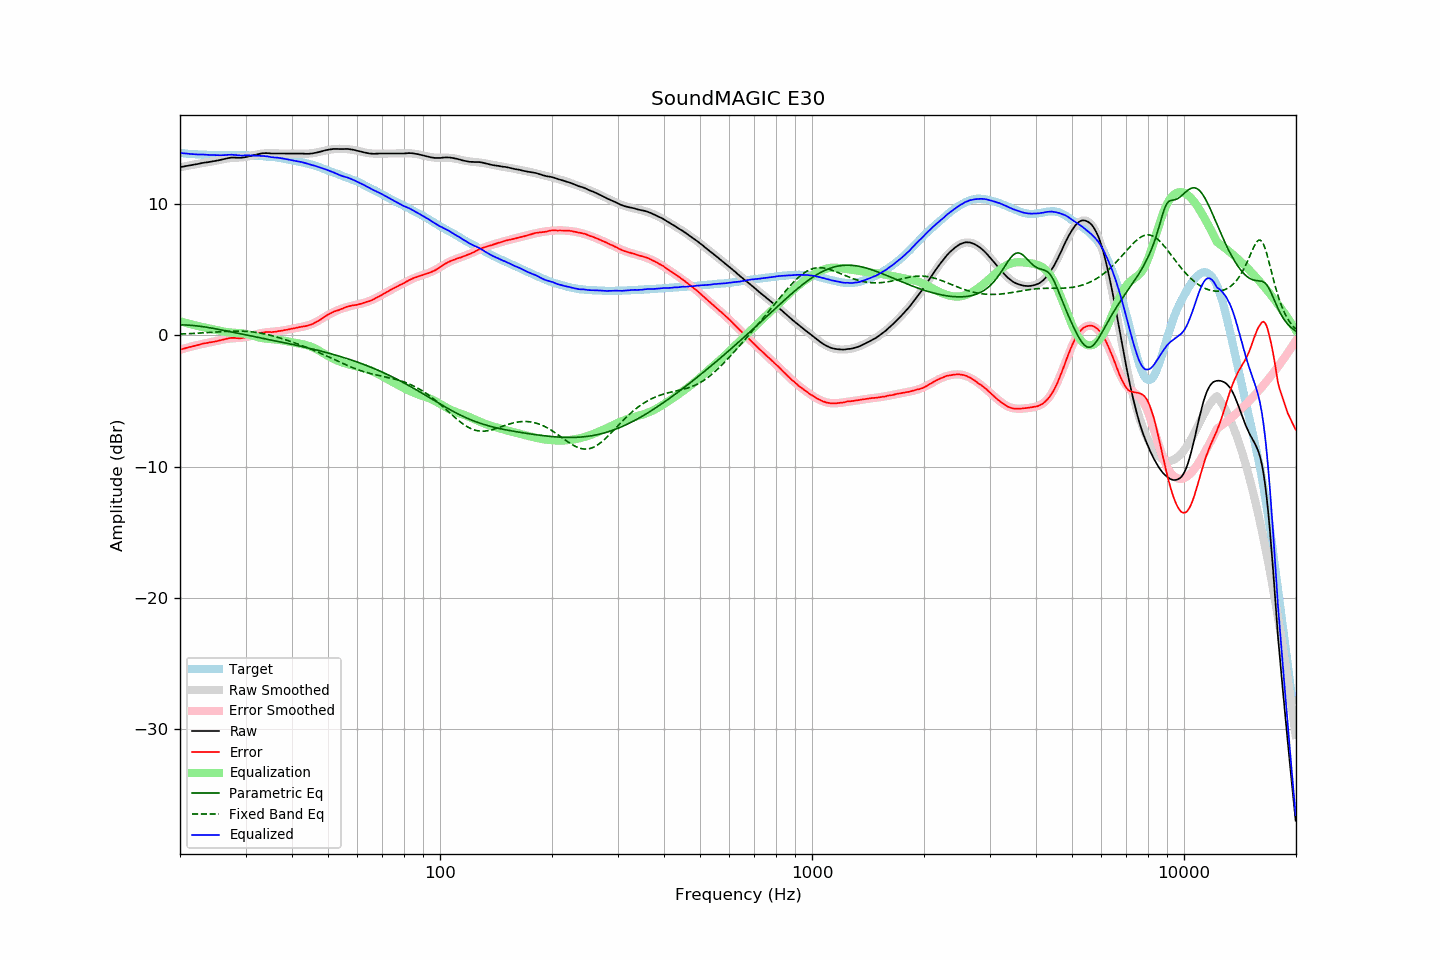 SoundMAGIC E30
Amplitude (dBr)
10
0
−10
−20
−30
100
1000
10000
Frequency (Hz)
Target
Raw Smoothed
Error Smoothed
Raw
Error
Equalization
Parametric Eq
Fixed Band Eq
Equalized